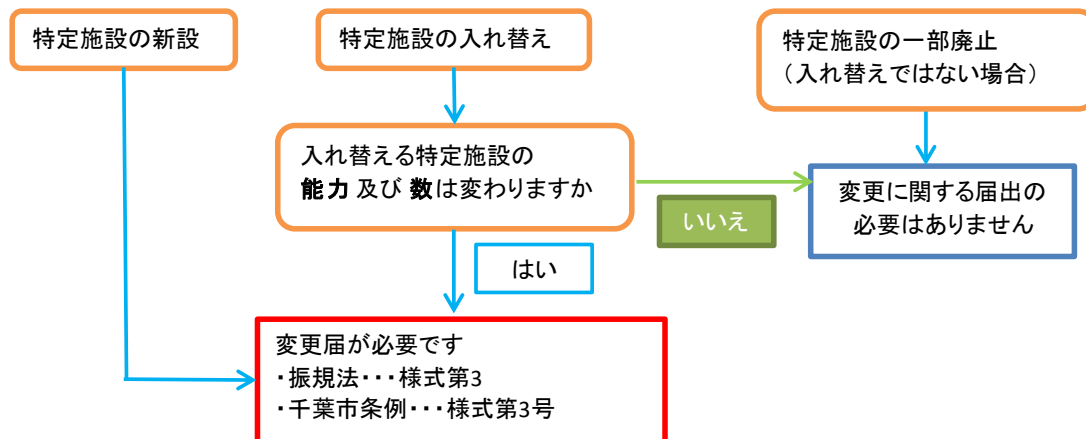 特定施設の新設
特定施設の入れ替え
特定施設の一部廃止
（入れ替えではない場合）
入れ替える特定施設の
能力 及び 数は変わりますか
いいえ
変更に関する届出の
必要はありません
はい
変更届が必要です
・振規法・・・様式第3
・千葉市条例・・・様式第3号